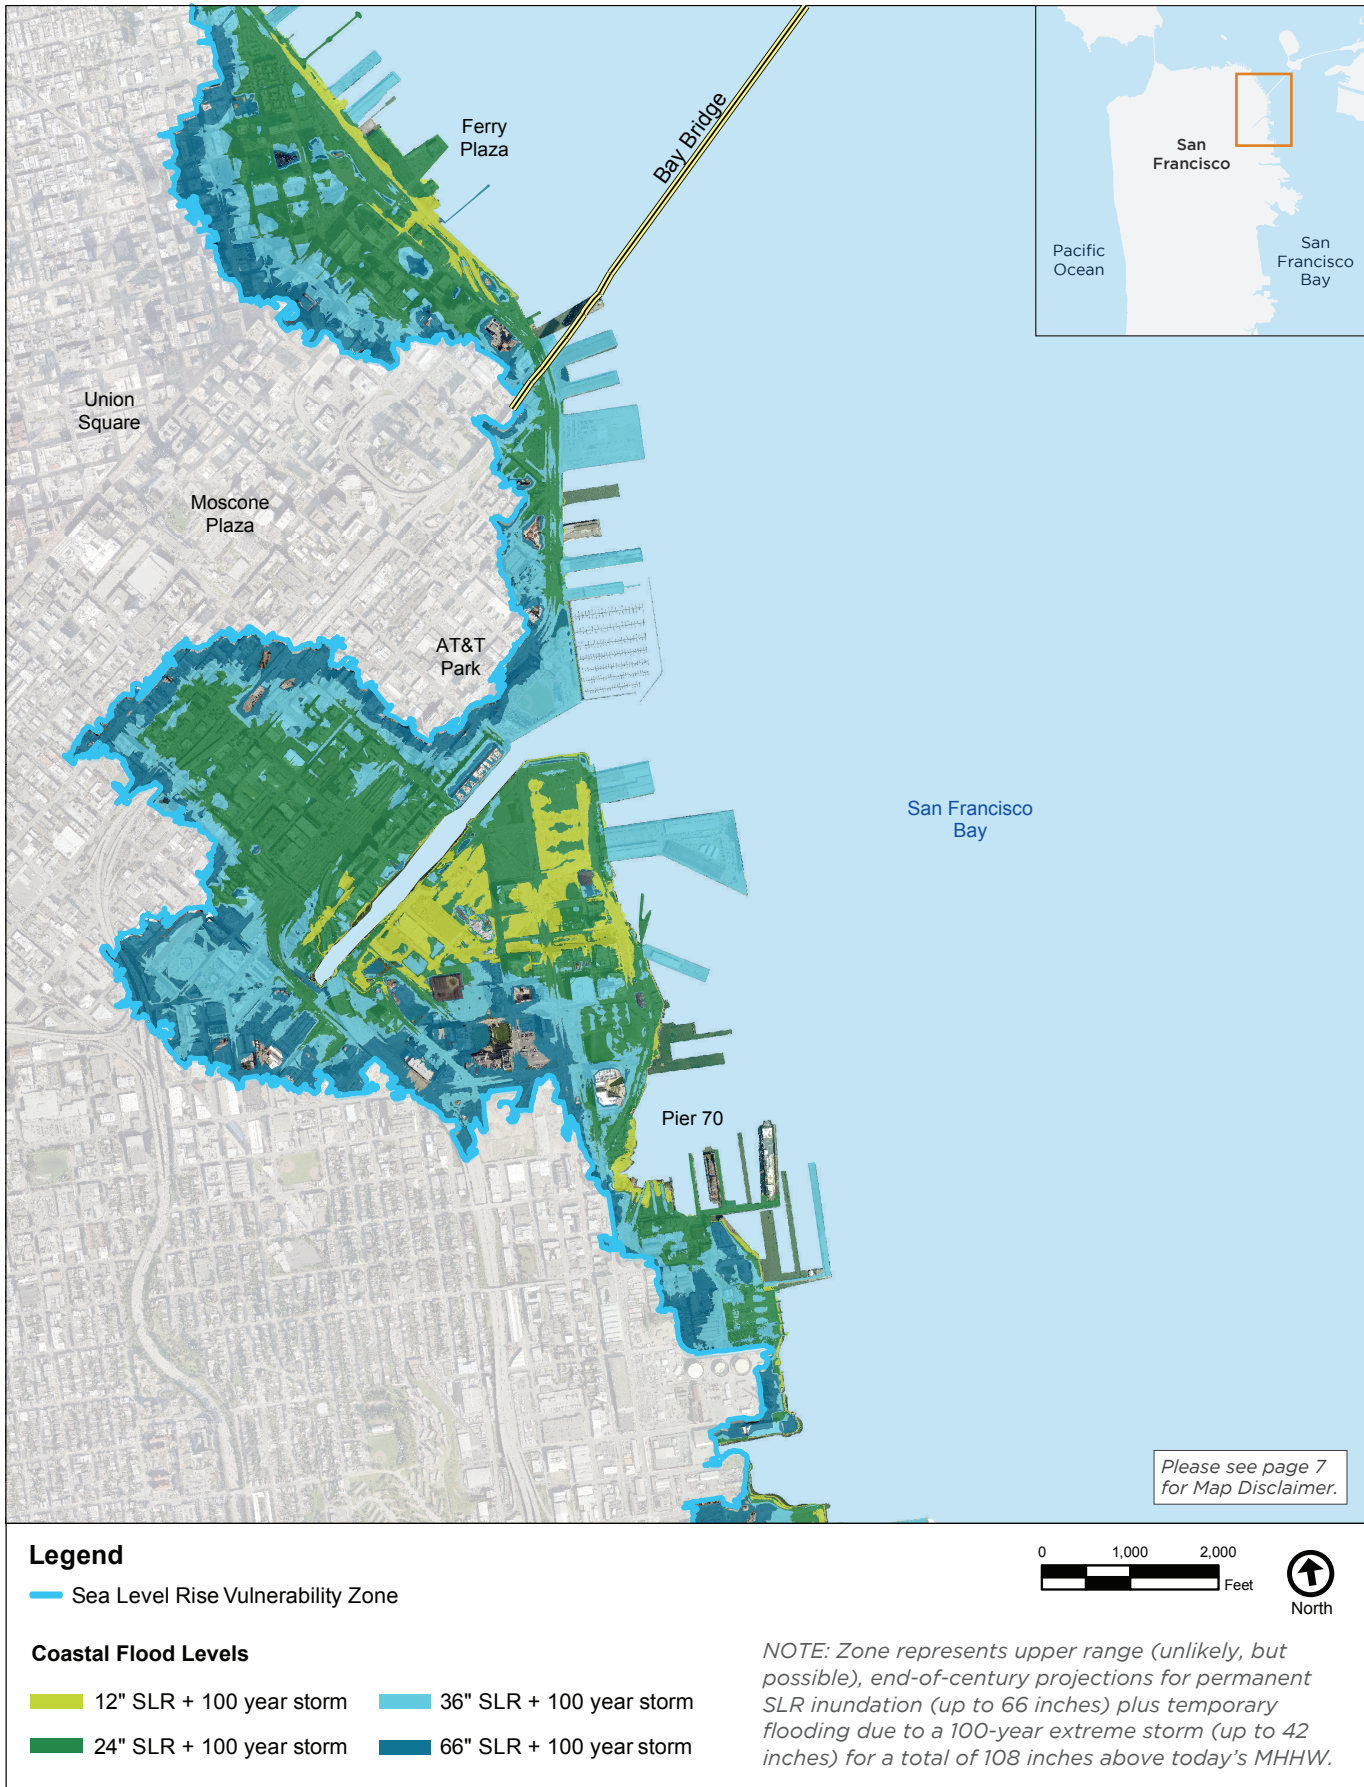 Ferry
Plaza
Bay Bridge
San
Francisco
Pacific
Ocean
San
Francisco
Bay
Union
Square
Moscone
Plaza
AT&T
Park
San Francisco
Bay
Pier 70
Please see page 7
for Map Disclaimer.
Legend
Sea Level Rise Vulnerability Zone
Coastal Flood Levels
12" SLR + 100 year storm
36" SLR + 100 year storm
24" SLR + 100 year storm
66" SLR + 100 year storm
0 1,000 2,000
Feet
North
NOTE: Zone represents upper range (unlikely, but
possible), end-of-century projections for permanent
SLR inundation (up to 66 inches) plus temporary
flooding due to a 100-year extreme storm (up to 42
inches) for a total of 108 inches above today's MHHW.